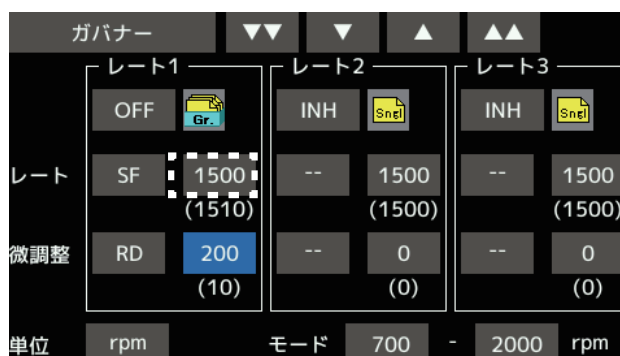 ガバナー ▼▼ ▼ ▲ ▲▲
レート1 レート2 レート3
OFF Gr. INH Sngl INH Sngl
レート SF 1500 -- 1500 -- 1500
(1510) (1500) (1500)
微調整 RD 200 -- 0 -- 0
(10) (0) (0)
単位 rpm モード 700 - 2000 rpm